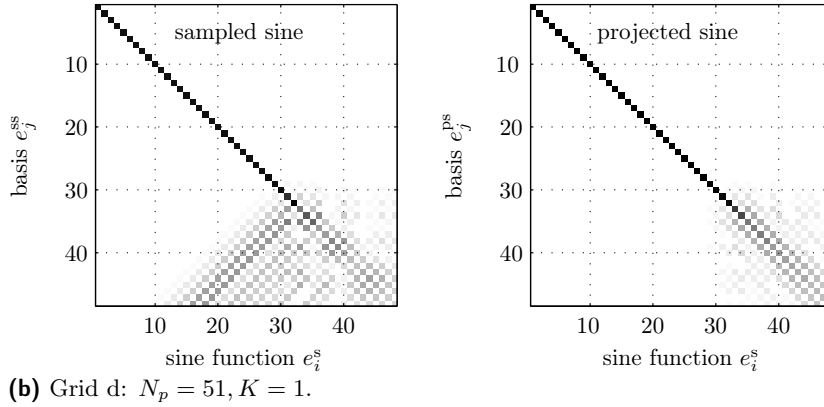 sampled sine
10
20
30
40
basis $e_j^{\mathrm{ss}}$
10 20 30 40
sine function $e_i^{\mathrm{s}}$
projected sine
10
20
30
40
basis $e_j^{\mathrm{ps}}$
10 20 30 40
sine function $e_i^{\mathrm{s}}$
(b) Grid d: $N_p = 51, K = 1.$